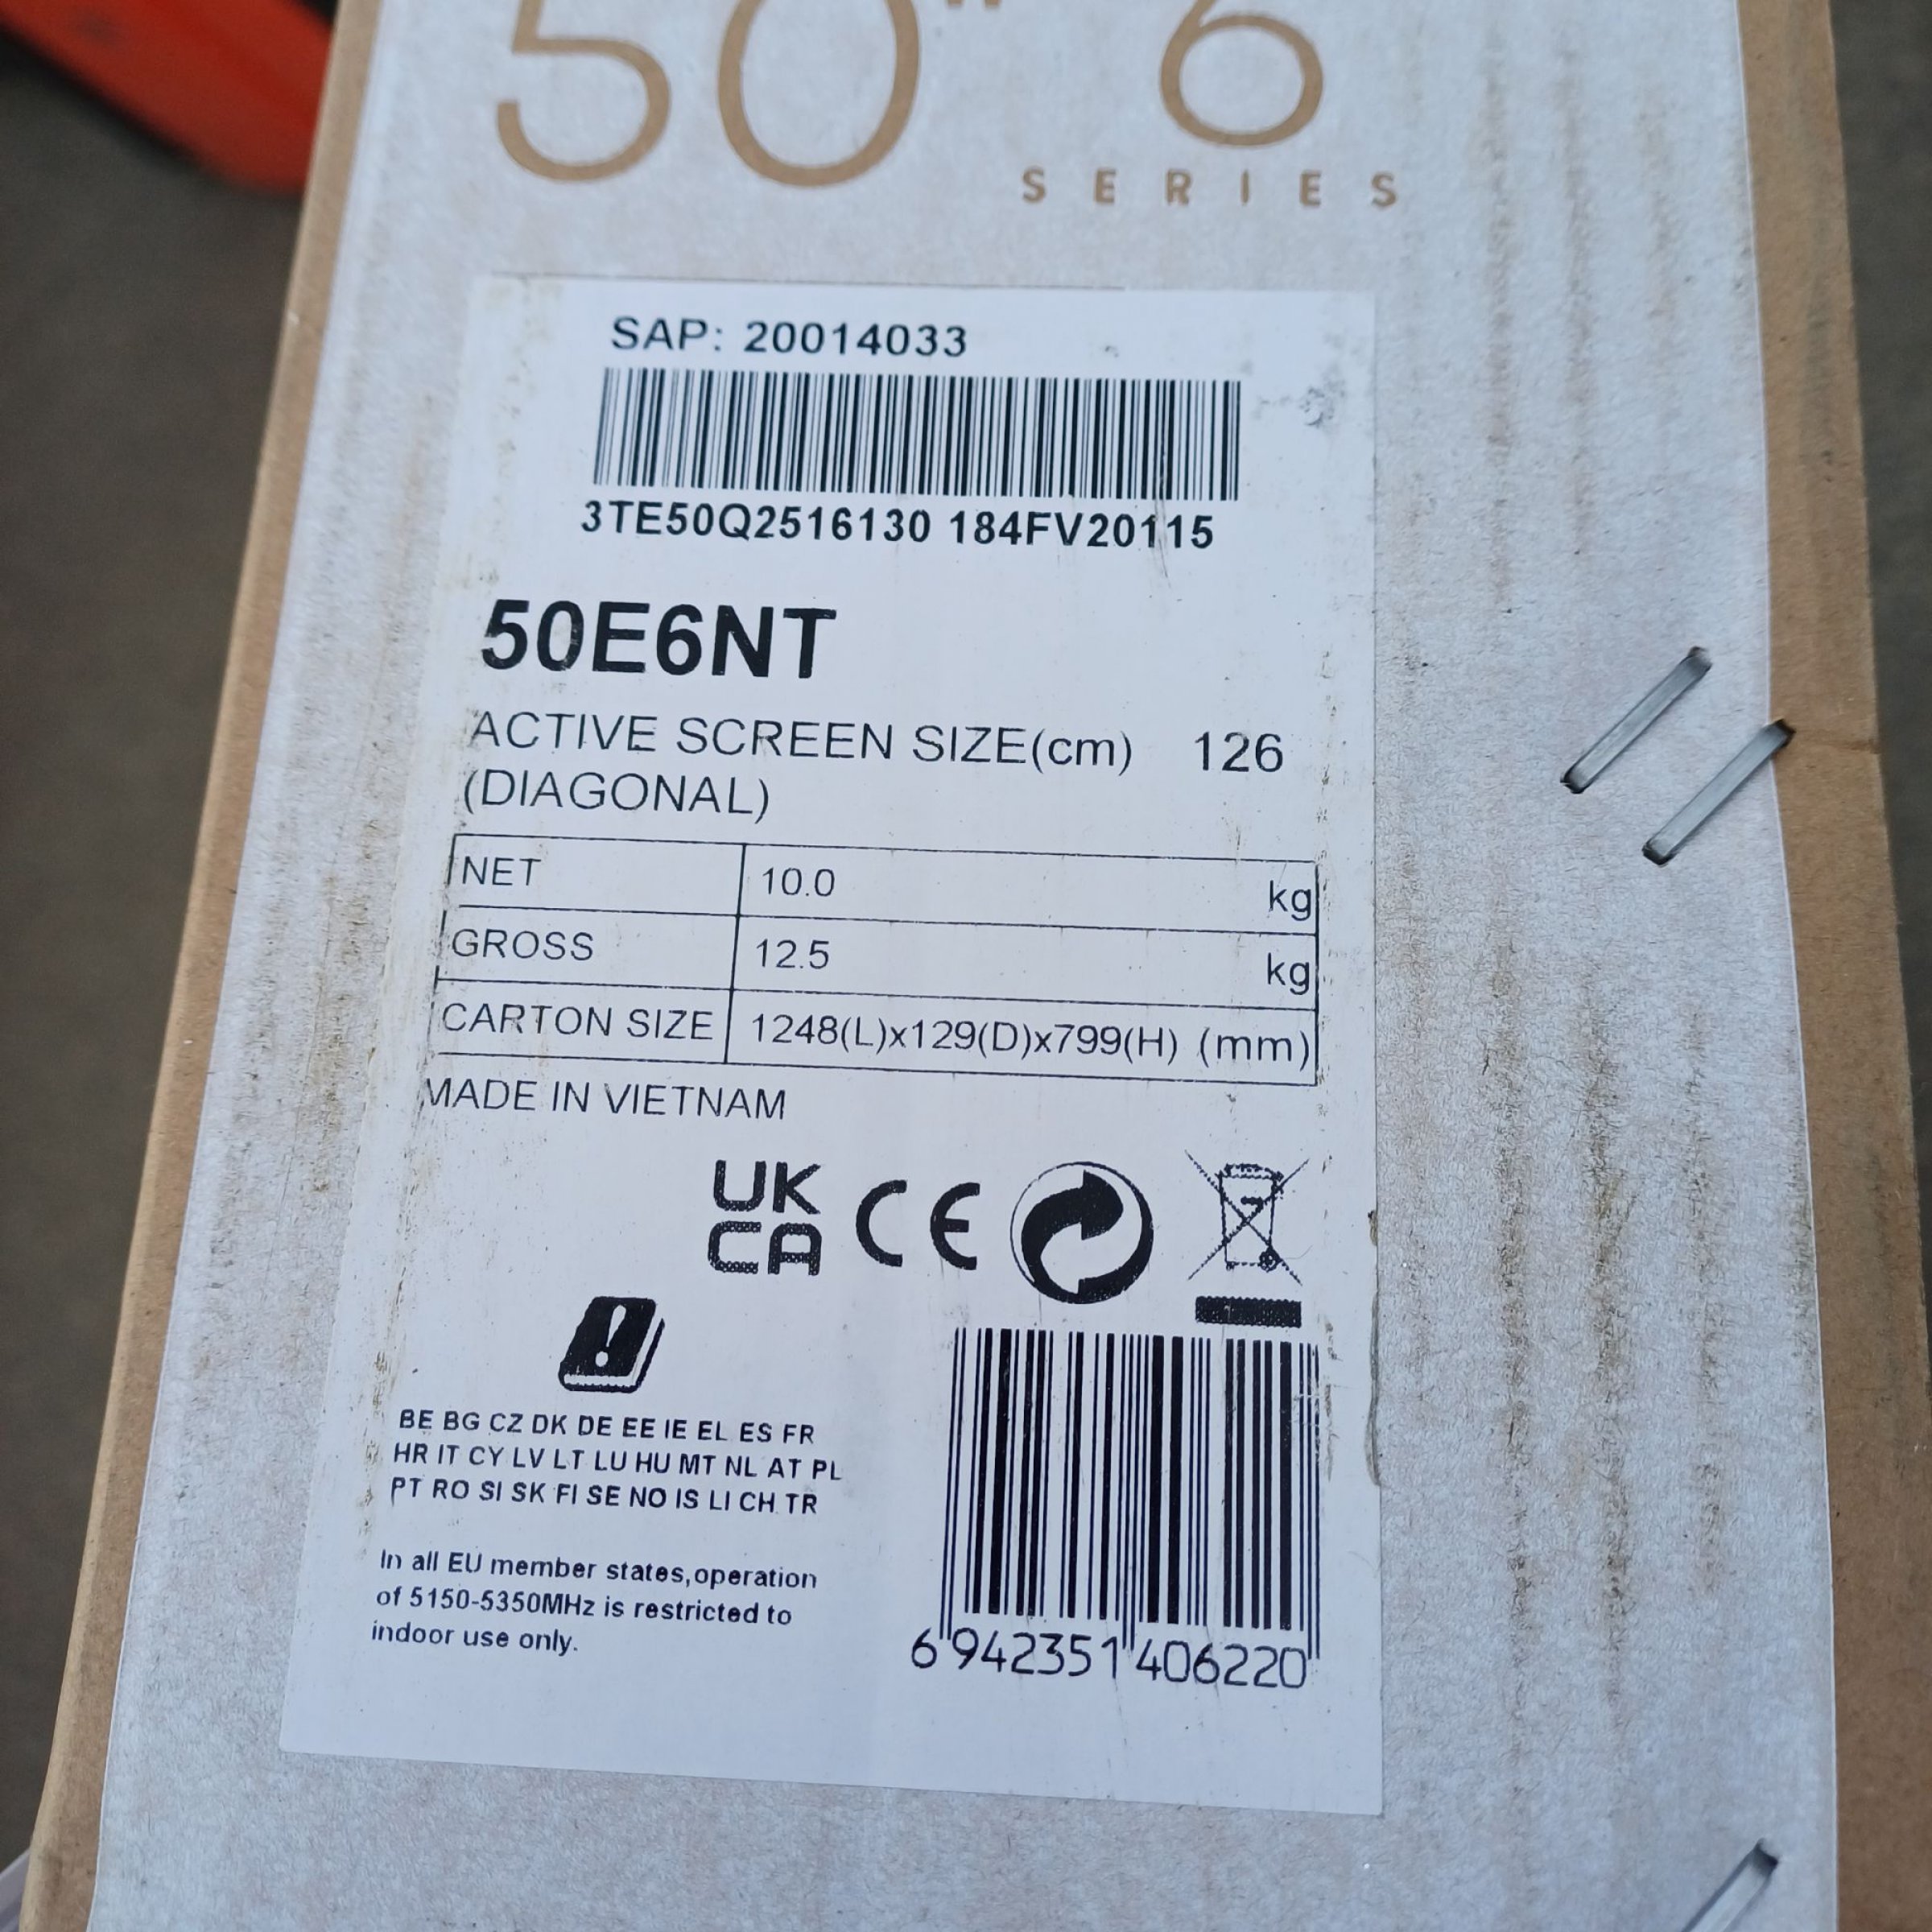 50" 6
SERIES
SAP: 20014033
3TE50Q2516130 184FV20115
50E6NT
ACTIVE SCREEN SIZE(cm) 126
(DIAGONAL)
NET 10.0 kg
GROSS 12.5 kg
CARTON SIZE 1248(L)x129(D)x799(H) (mm)
MADE IN VIETNAM
UK
CA CE
BE BG CZ DK DE EE IE EL ES FR
HR IT CY LV LT LU HU MT NL AT PL
PT RO SI SK FI SE NO IS LI CH TR
In all EU member states,operation
of 5150-5350MHz is restricted to
indoor use only.
6 942351 406220